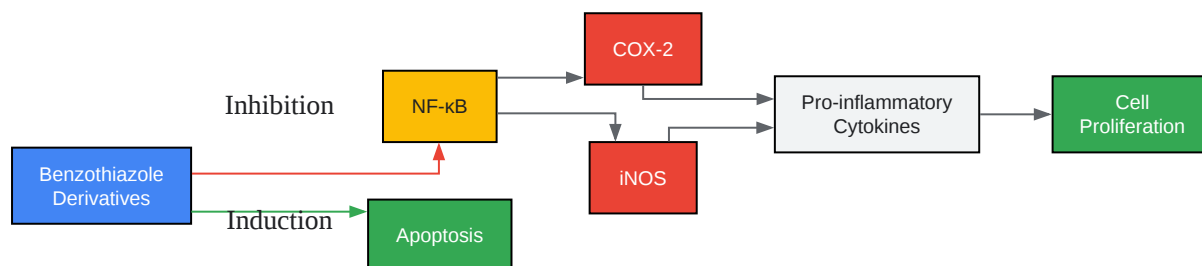 COX-2
NF-κB
Pro-inflammatory
Cytokines
Cell
Proliferation
Inhibition
iNOS
Benzothiazole
Derivatives
Induction
Apoptosis